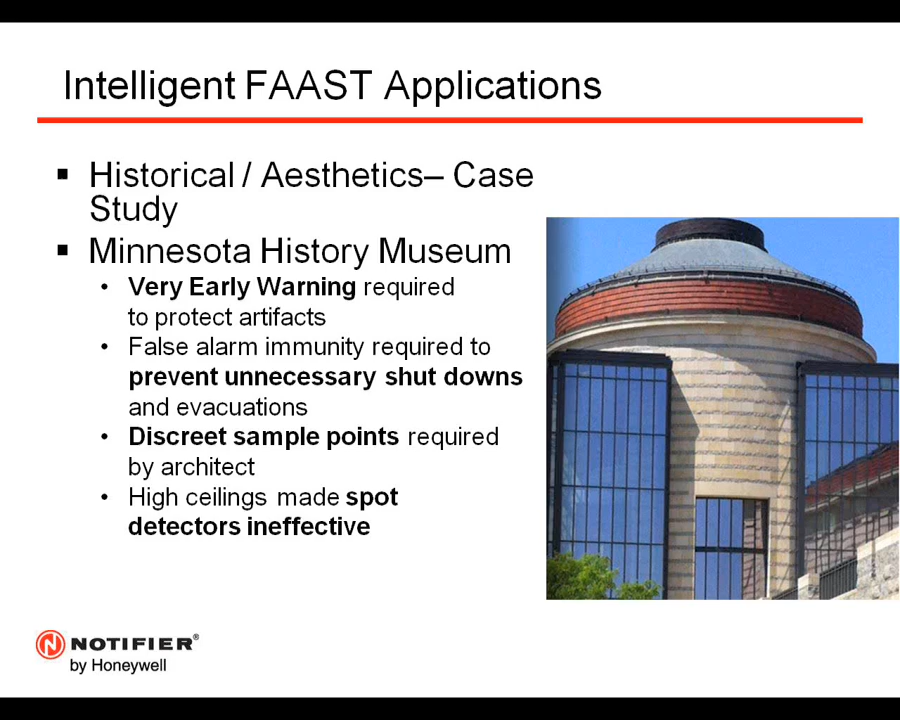 Intelligent FAAST Applications
▪ Historical / Aesthetics– Case
Study
▪ Minnesota History Museum
• Very Early Warning required
to protect artifacts
• False alarm immunity required to
prevent unnecessary shut downs
and evacuations
• Discreet sample points required
by architect
• High ceilings made spot
detectors ineffective
N NOTIFIER®
by Honeywell